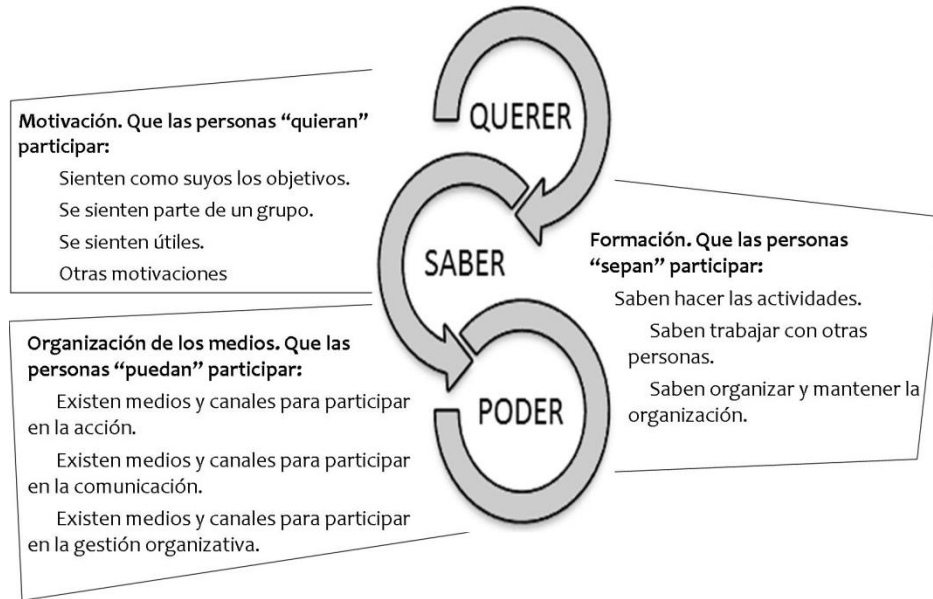 QUERER
Motivación. Que las personas “quieran”
participar:
Sienten como suyos los objetivos.
Se sienten parte de un grupo.
Se sienten útiles.
Otras motivaciones
SABER
Formación. Que las personas
“sepan” participar:
Saben hacer las actividades.
Saben trabajar con otras
personas.
Saben organizar y mantener la
organización.
PODER
Organización de los medios. Que las
personas “puedan” participar:
Existen medios y canales para participar
en la acción.
Existen medios y canales para participar
en la comunicación.
Existen medios y canales para participar
en la gestión organizativa.